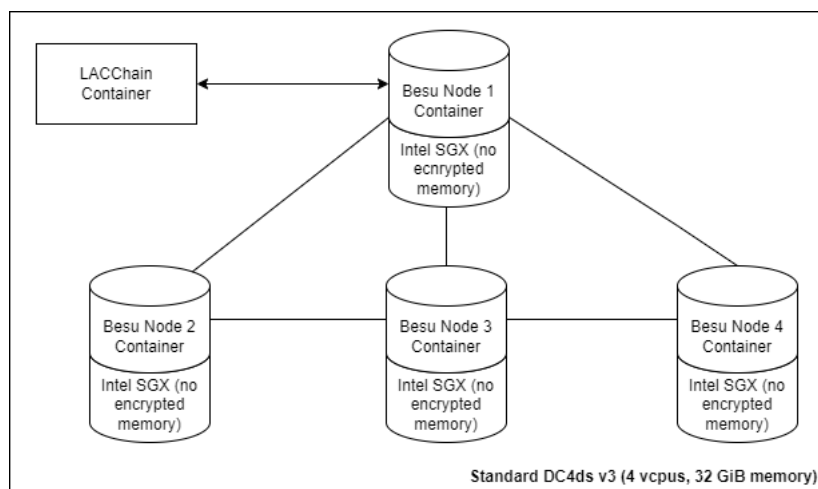 LACChain
Container
Besu Node 1
Container
Intel SGX (no
ecnrypted
memory)
Besu Node 2
Container
Intel SGX (no
encrypted
memory)
Besu Node 3
Container
Intel SGX (no
encrypted
memory)
Besu Node 4
Container
Intel SGX (no
encrypted
memory)
Standard DC4ds v3 (4 vcpus, 32 GiB memory)